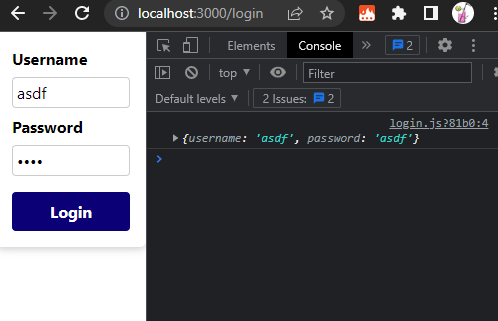 localhost:3000/login
Username
asdf
Password
••••
Login
Elements Console 2
top Filter
Default levels 2 Issues: 2
login.js?81b0:4
{username: 'asdf', password: 'asdf'}